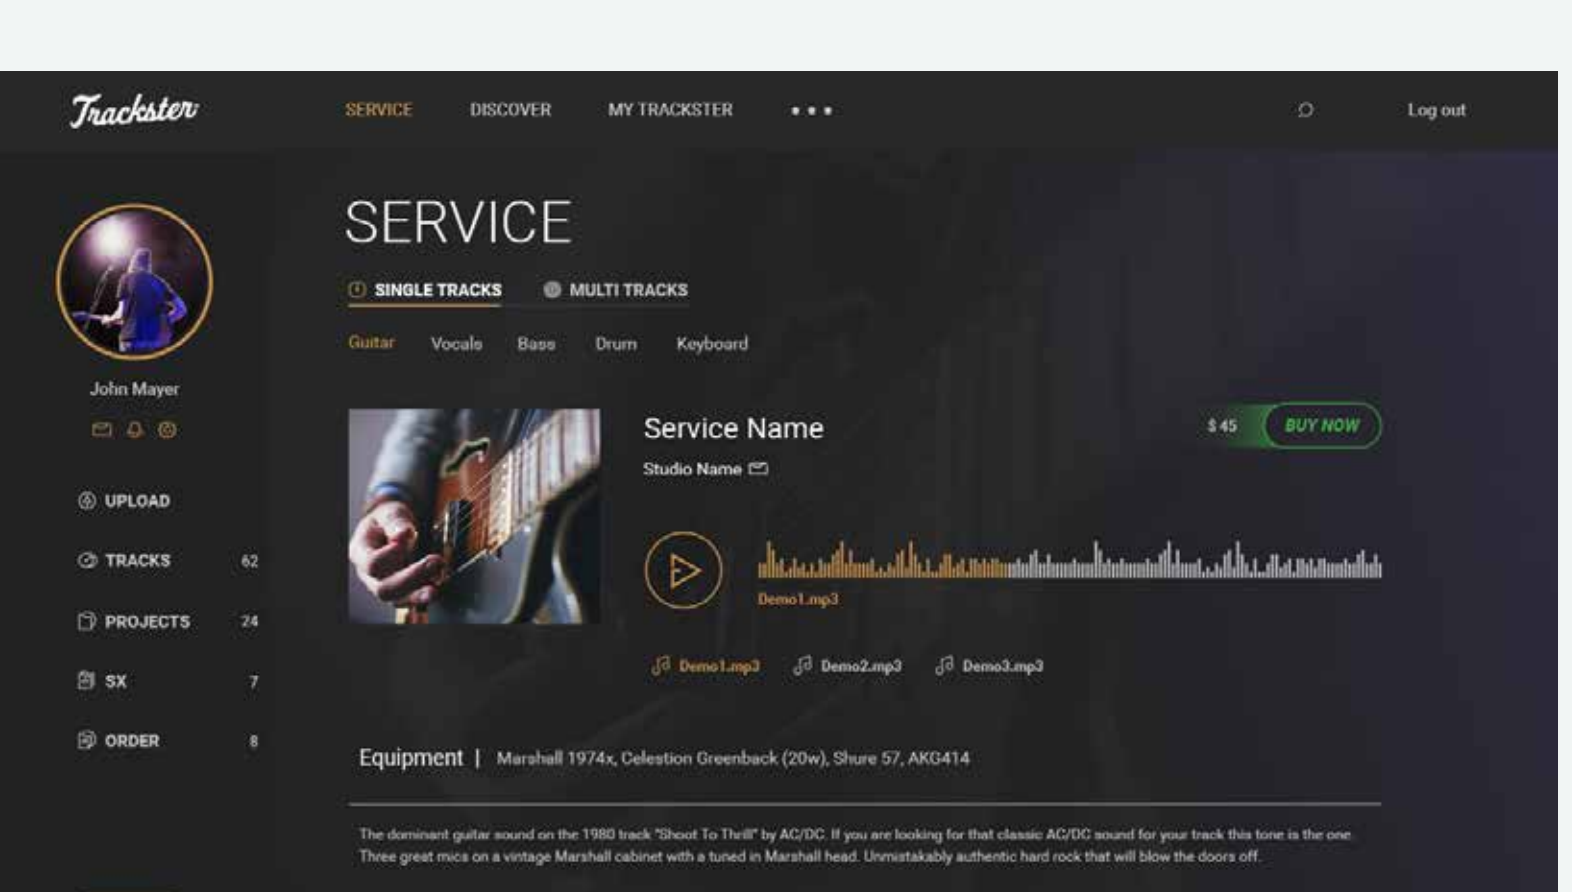 Trackster
SERVICE DISCOVER MY TRACKSTER
Log out
SERVICE
SINGLE TRACKS MULTI TRACKS
Guitar Vocals Bass Drum Keyboard
John Mayer
UPLOAD
TRACKS 62
PROJECTS 24
SX 7
ORDER 8
Service Name
$ 45 BUY NOW
Studio Name
Demo1.mp3
Demo1.mp3 Demo2.mp3 Demo3.mp3
Equipment | Marshall 1974x, Celestion Greenback (20w), Shure 57, AKG414
The dominant guitar sound on the 1980 track "Shoot To Thrill" by AC/DC. If you are looking for that classic AC/DC sound for your track this tone is the one.
Three great mics on a vintage Marshall cabinet with a tuned in Marshall head. Unmistakably authentic hard rock that will blow the doors off.